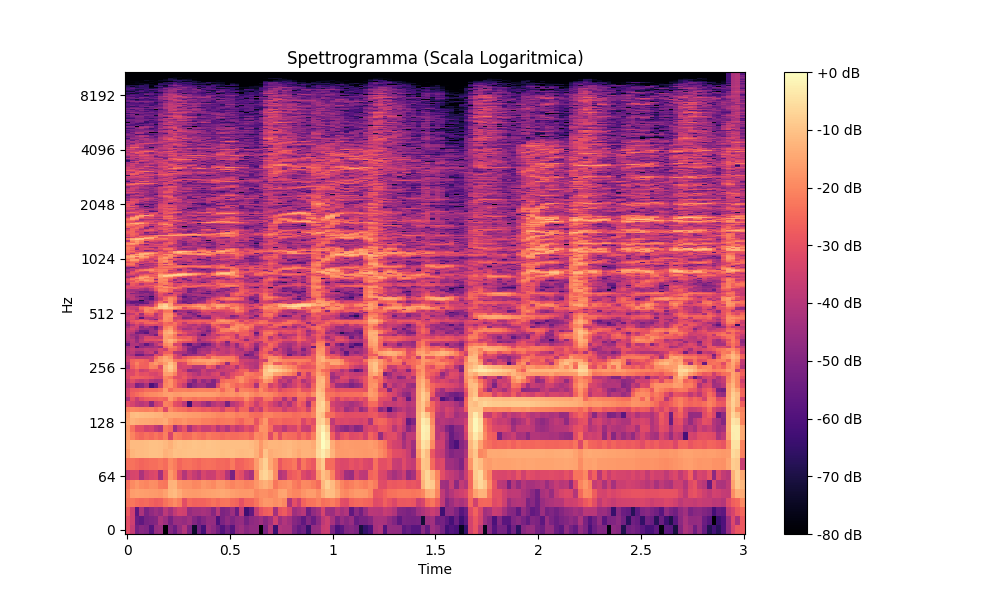 Spettrogramma (Scala Logaritmica)
Hz
8192
4096
2048
1024
512
256
128
64
0
0 0.5 1 1.5 2 2.5 3
Time
+0 dB
-10 dB
-20 dB
-30 dB
-40 dB
-50 dB
-60 dB
-70 dB
-80 dB